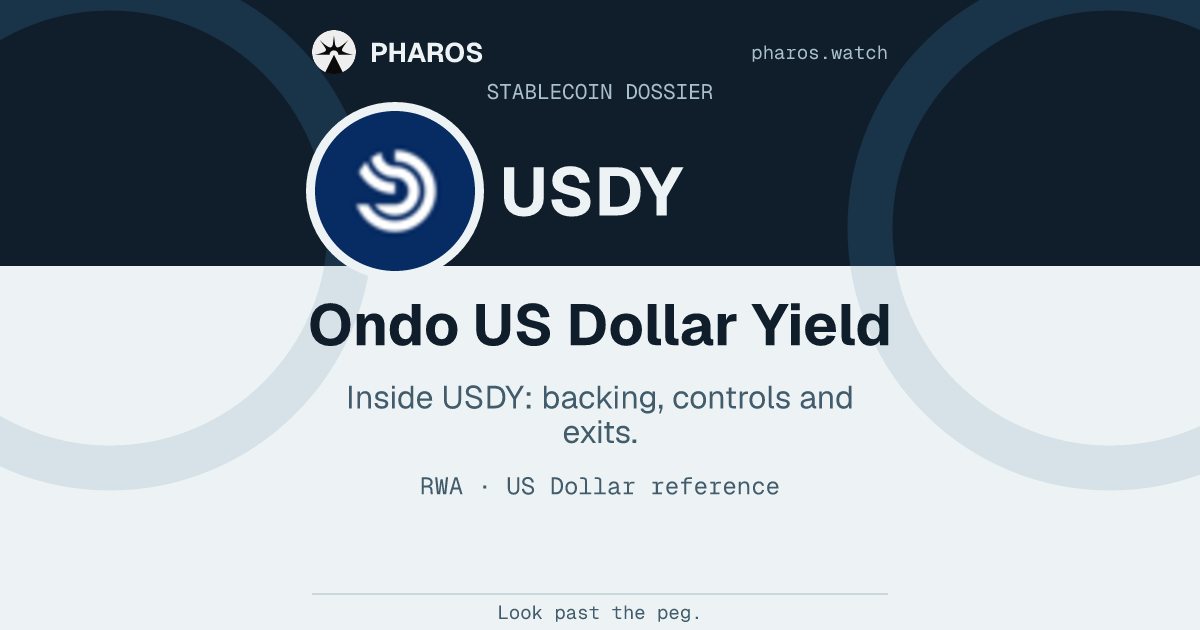 PHAROS
pharos.watch
STABLECOIN DOSSIER
USDY
Ondo US Dollar Yield
Inside USDY: backing, controls and
exits.
RWA · US Dollar reference
Look past the peg.